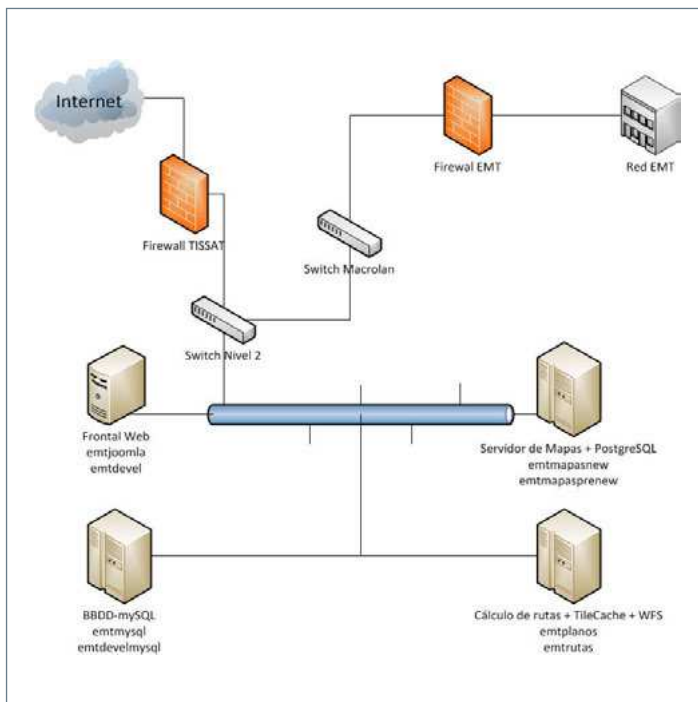 Internet
Firewal EMT
Red EMT
Firewall TISSAT
Switch Macrolan
Switch Nivel 2
Frontal Web
emtjoomla
emtdevel
Servidor de Mapas + PostgreSQL
emtmapasnew
emtmapasprenew
BBDD-mySQL
emtmysql
emtdevelmysql
Cálculo de rutas + TileCache + WFS
emtplanos
emtrutas